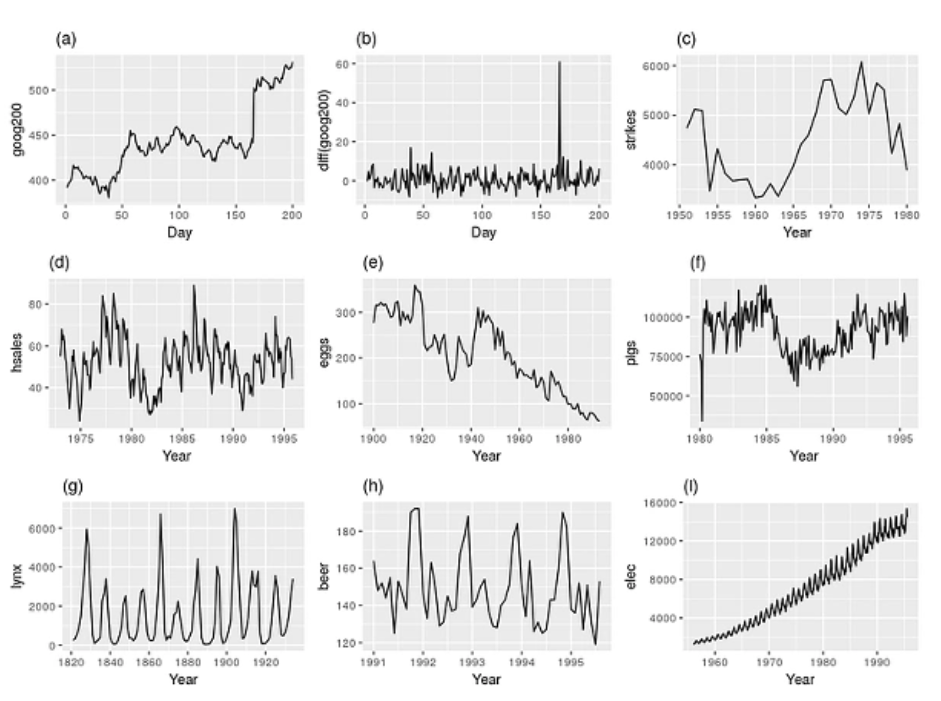 (a)
goog200
500
450
400
0 50 100 150 200
Day
(b)
diff(goog200)
60
40
20
0
0 50 100 150 200
Day
(c)
strikes
6000
5000
4000
1950 1955 1960 1965 1970 1975 1980
Year
(d)
hsales
80
60
40
1975 1980 1985 1990 1995
Year
(e)
eggs
300
200
100
1900 1920 1940 1960 1980
Year
(f)
pigs
100000
75000
50000
1980 1985 1990 1995
Year
(g)
lynx
6000
4000
2000
0
1820 1840 1860 1880 1900 1920
Year
(h)
beer
180
160
140
120
1991 1992 1993 1994 1995
Year
(i)
elec
16000
12000
8000
4000
1960 1970 1980 1990
Year